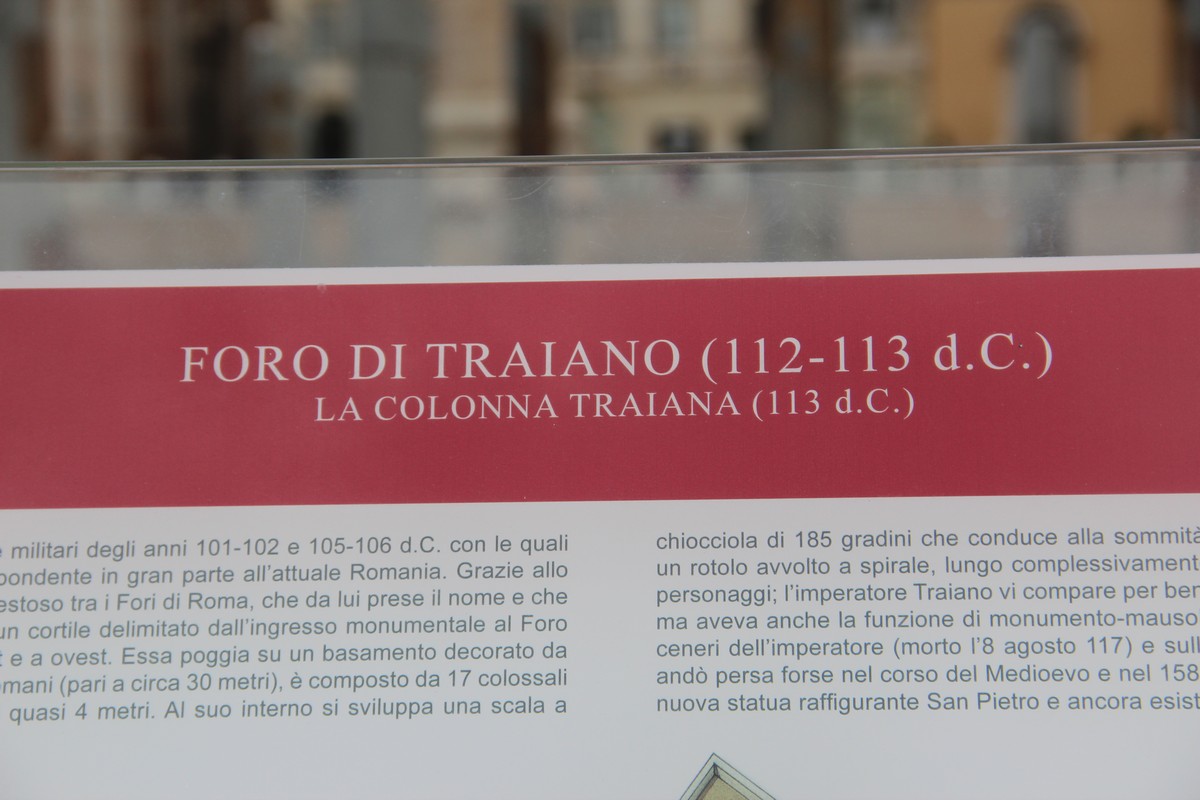 FORO DI TRAIANO (112-113 d.C.)
LA COLONNA TRAIANA (113 d.C.)
militari degli anni 101-102 e 105-106 d.C. con le quali
pondente in gran parte all'attuale Romania. Grazie allo
estoso tra i Fori di Roma, che da lui prese il nome e che
un cortile delimitato dall'ingresso monumentale al Foro
e a ovest. Essa poggia su un basamento decorato da
mani (pari a circa 30 metri), è composto da 17 colossali
quasi 4 metri. Al suo interno si sviluppa una scala a
chiocciola di 185 gradini che conduce alla sommità
un rotolo avvolto a spirale, lungo complessivament
personaggi; l'imperatore Traiano vi compare per ben
ma aveva anche la funzione di monumento-mauso
ceneri dell'imperatore (morto l'8 agosto 117) e sull
andò persa forse nel corso del Medioevo e nel 158
nuova statua raffigurante San Pietro e ancora esist